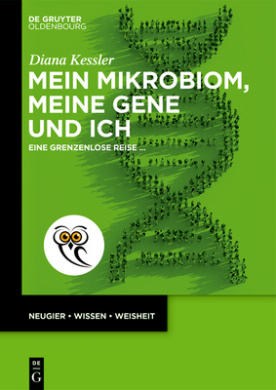 DE GRUYTER
OLDENBOURG
Diana Kessler
MEIN MIKROBIOM,
MEINE GENE
UND ICH
EINE GRENZENLOSE REISE ...
NEUGIER • WISSEN • WEISHEIT
DE
G